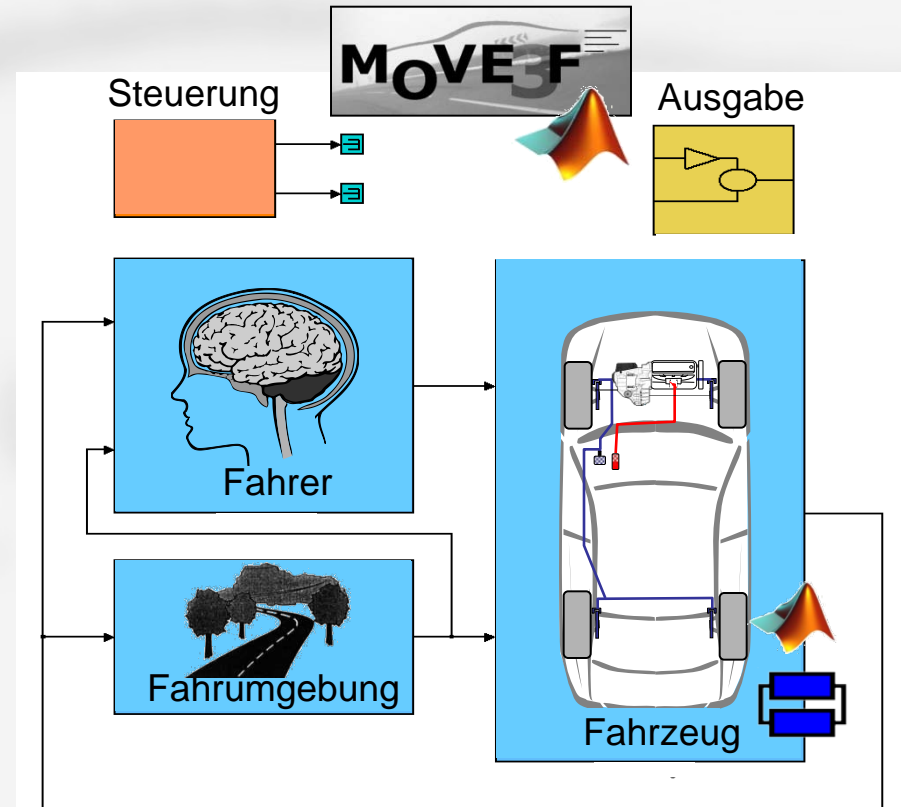 MOVE3F
Steuerung
Ausgabe
Fahrer
Fahrumgebung
Fahrzeug